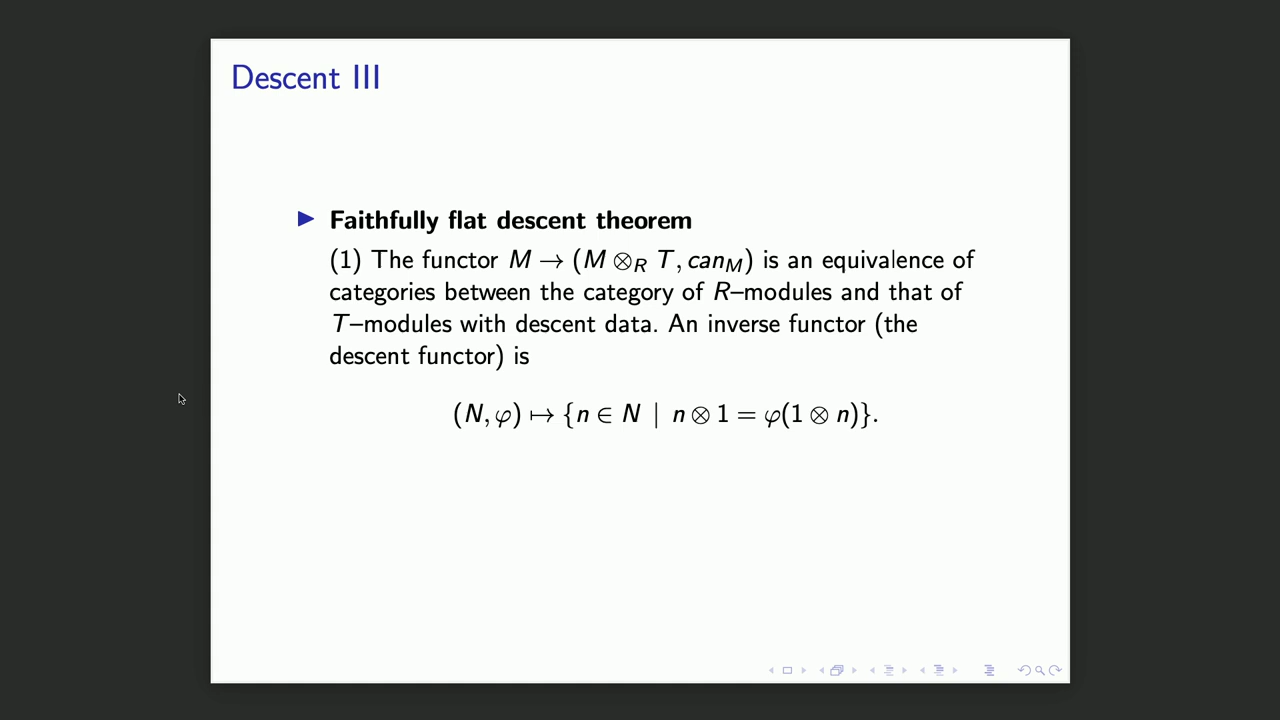 Descent III
▶ Faithfully flat descent theorem
(1) The functor M → (M ⊗_R T, can_M) is an equivalence of
categories between the category of R–modules and that of
T–modules with descent data. An inverse functor (the
descent functor) is
(N, φ) ↦ {n ∈ N | n ⊗ 1 = φ(1 ⊗ n)}.